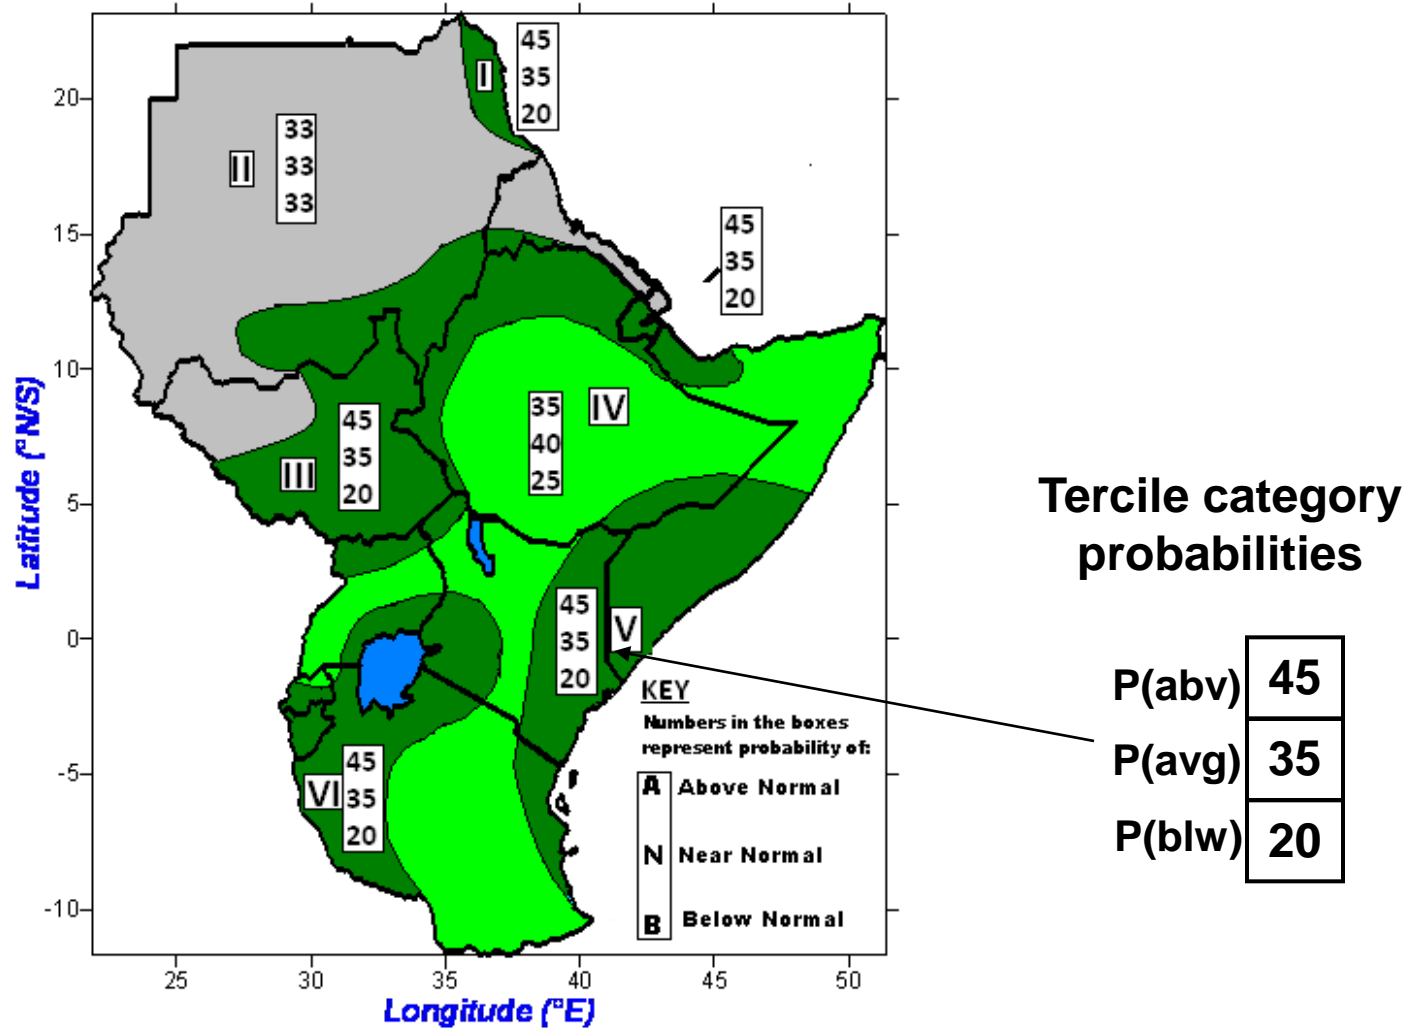 I
45
35
20
20
II
33
33
33
15
45
35
20
10
IV
35
40
25
III
45
35
20
5
0
45
35
20
V
VI
45
35
20
-5
-10
KEY
Numbers in the boxes
represent probability of:
A Above Normal
N Near Normal
B Below Normal
25 30 35 40 45 50
Longitude (°E)
Latitude (°N/S)
Tercile category
probabilities
P(abv) 45
P(avg) 35
P(blw) 20